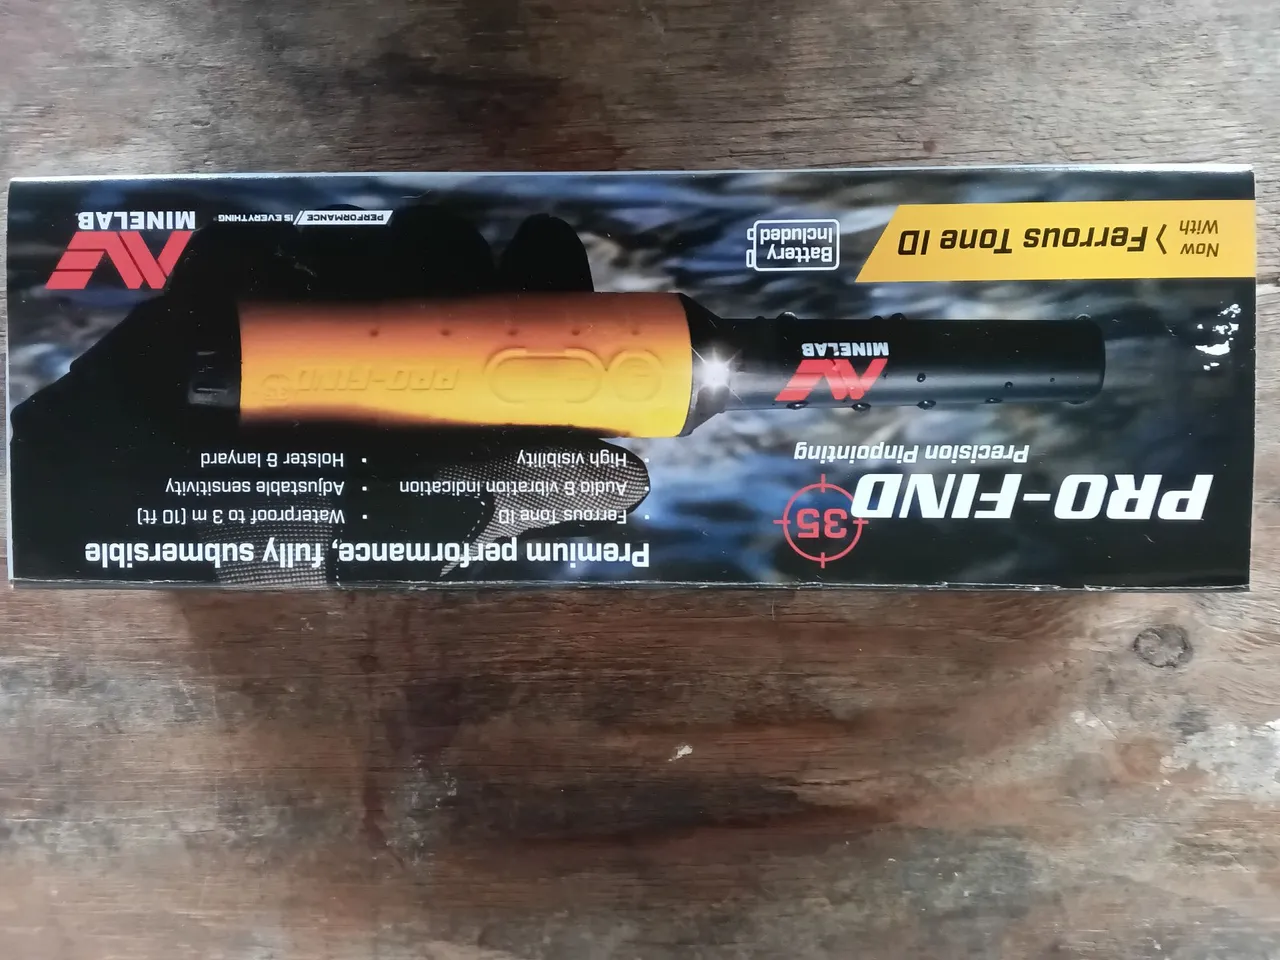 PRO-FIND 35
Precision Pinpointing
Premium performance, fully submersible
• Ferrous Tone ID
• Audio & vibration indication
• High visibility
• Waterproof to 3 m (10 ft)
• Adjustable sensitivity
• Holster & lanyard
MINELAB
PRO-FIND 35
Now
With
Ferrous Tone ID
Battery
Included
PERFORMANCE IS EVERYTHING
MINELAB